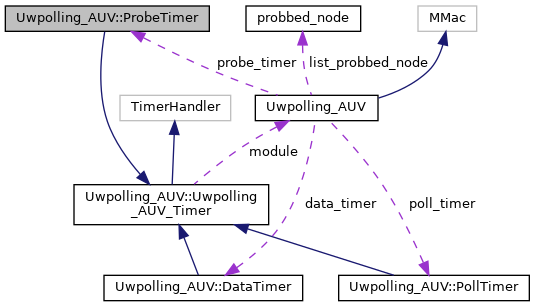 Uwpolling_AUV::ProbeTimer
probbed_node
MMac
probe_timer
list_probbed_node
TimerHandler
Uwpolling_AUV
module
Uwpolling_AUV::Uwpolling
_AUV_Timer
data_timer
poll_timer
Uwpolling_AUV::DataTimer
Uwpolling_AUV::PollTimer